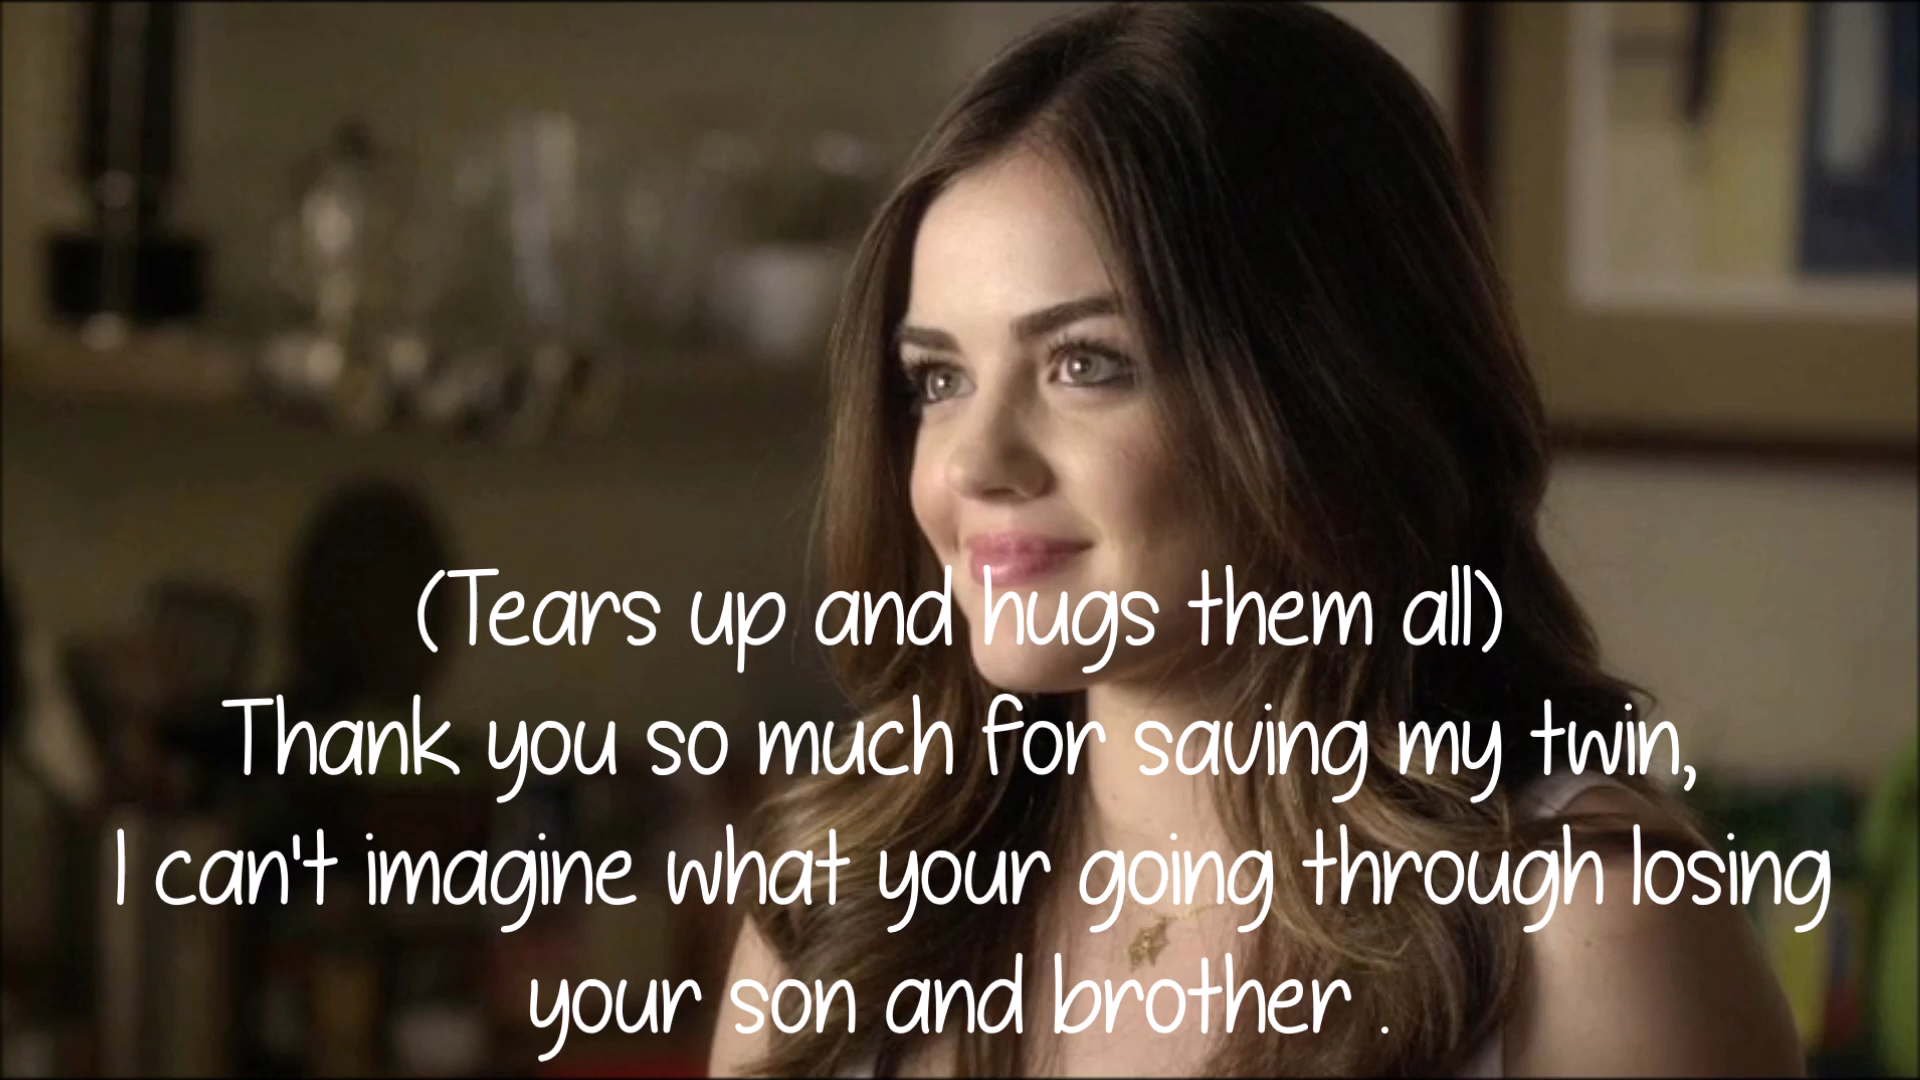 (Tears up and hugs them all)
Thank you so much for saving my twin,
I can't imagine what your going through losing
your son and brother .